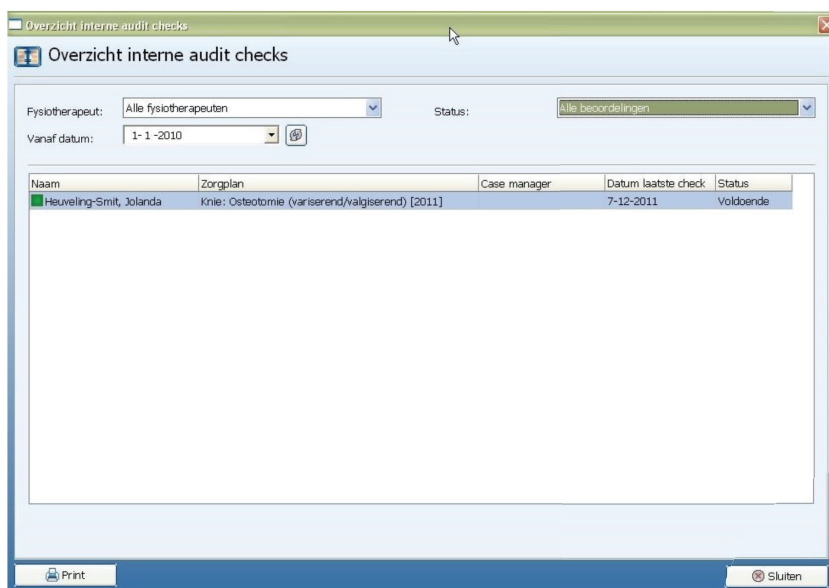 Overzicht interne audit checks
Overzicht interne audit checks
Fysiotherapeut: Alle fysiotherapeuten Status: Alle beoordelingen
Vanaf datum: 1- 1 -2010
Naam Zorgplan Case manager Datum laatste check Status
Heuveling-Smit, Jolanda Knie: Osteotomie (variserend/valgiserend) [2011] 7-12-2011 Voldoende
Print Sluiten